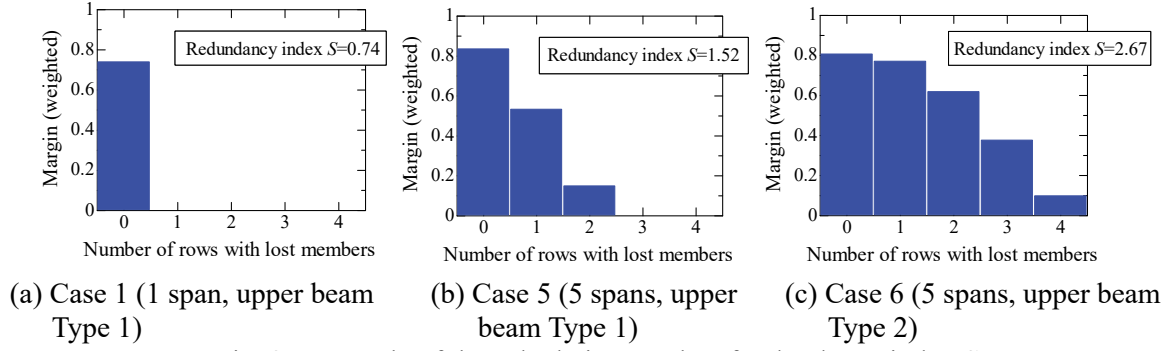 1
0.8
0.6
0.4
0.2
0
Margin (weighted)
Redundancy index S=0.74
0 1 2 3 4
Number of rows with lost members
(a) Case 1 (1 span, upper beam
Type 1)
1
0.8
0.6
0.4
0.2
0
Margin (weighted)
Redundancy index S=1.52
0 1 2 3 4
Number of rows with lost members
(b) Case 5 (5 spans, upper
beam Type 1)
1
0.8
0.6
0.4
0.2
0
Margin (weighted)
Redundancy index S=2.67
0 1 2 3 4
Number of rows with lost members
(c) Case 6 (5 spans, upper beam
Type 2)